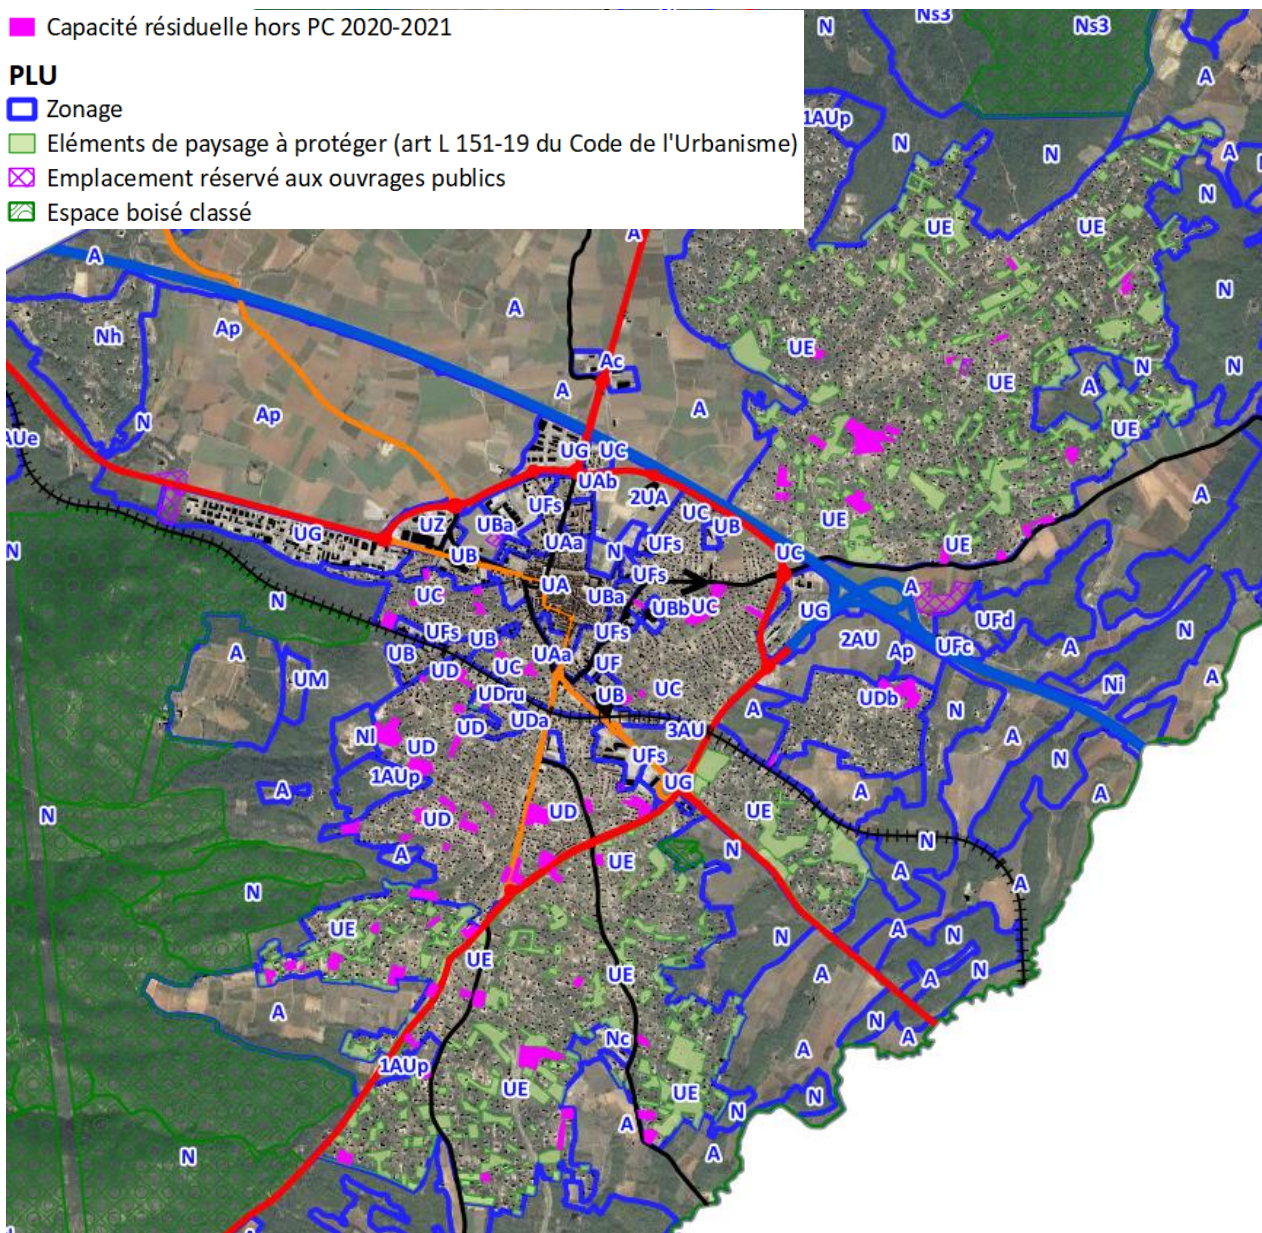 Capacité résiduelle hors PC 2020-2021
PLU
Zonage
Eléments de paysage à protéger (art L 151-19 du Code de l'Urbanisme)
Emplacement réservé aux ouvrages publics
Espace boisé classé
Ns3
N
Ns3
A
1AUp
N
N
A
N
UE
UE
A
A
N
A
Nh
Ap
Ac
UE
N
N
A
A
UE
A
Ap
N
UE
AUe
UG
UC
UAb
2UA
UFs
UC
UB
UE
A
UZ
UBa
UG
UAa
N
UFs
UC
UE
N
UB
UA
UFs
A
N
UC
UBa
UBb
UC
UG
UFd
UFs
UB
UFs
2AU
N
A
UB
UAa
UF
Ap
UFc
A
UM
UD
UC
UC
UDb
Ni
A
UDru
UB
N
UD
UDa
A
Nl
UD
3AU
A
N
1AUp
UFs
UG
A
A
A
N
UD
UD
UE
N
A
UE
N
A
A
N
UE
A
N
N
UE
UE
A
A
N
A
N
A
Nc
A
1AUp
UE
UE
N
N
A
A
N